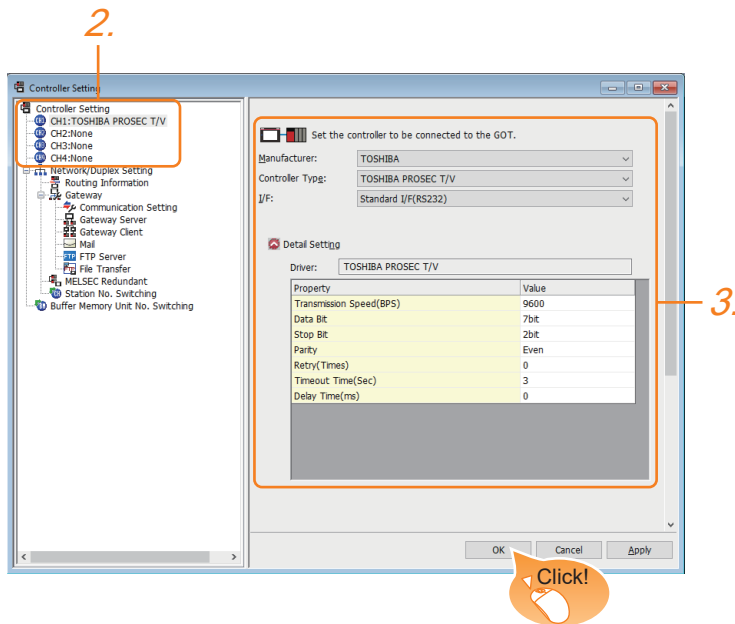 2.
Controller Setting
Controller Setting
CH1:TOSHIBA PROSEC T/V
CH2:None
CH3:None
CH4:None
Network/Duplex Setting
Routing Information
Gateway
Communication Setting
Gateway Server
Gateway Client
Mail
FTP FTP Server
File Transfer
MELSEC Redundant
Station No. Switching
Buffer Memory Unit No. Switching
Set the controller to be connected to the GOT.
Manufacturer: TOSHIBA
Controller Type: TOSHIBA PROSEC T/V
I/F: Standard I/F(RS232)
Detail Setting
Driver: TOSHIBA PROSEC T/V
Property Value
Transmission Speed(BPS) 9600
Data Bit 7bit
Stop Bit 2bit
Parity Even
Retry(Times) 0
Timeout Time(Sec) 3
Delay Time(ms) 0
3.
OK Cancel Apply
Click!